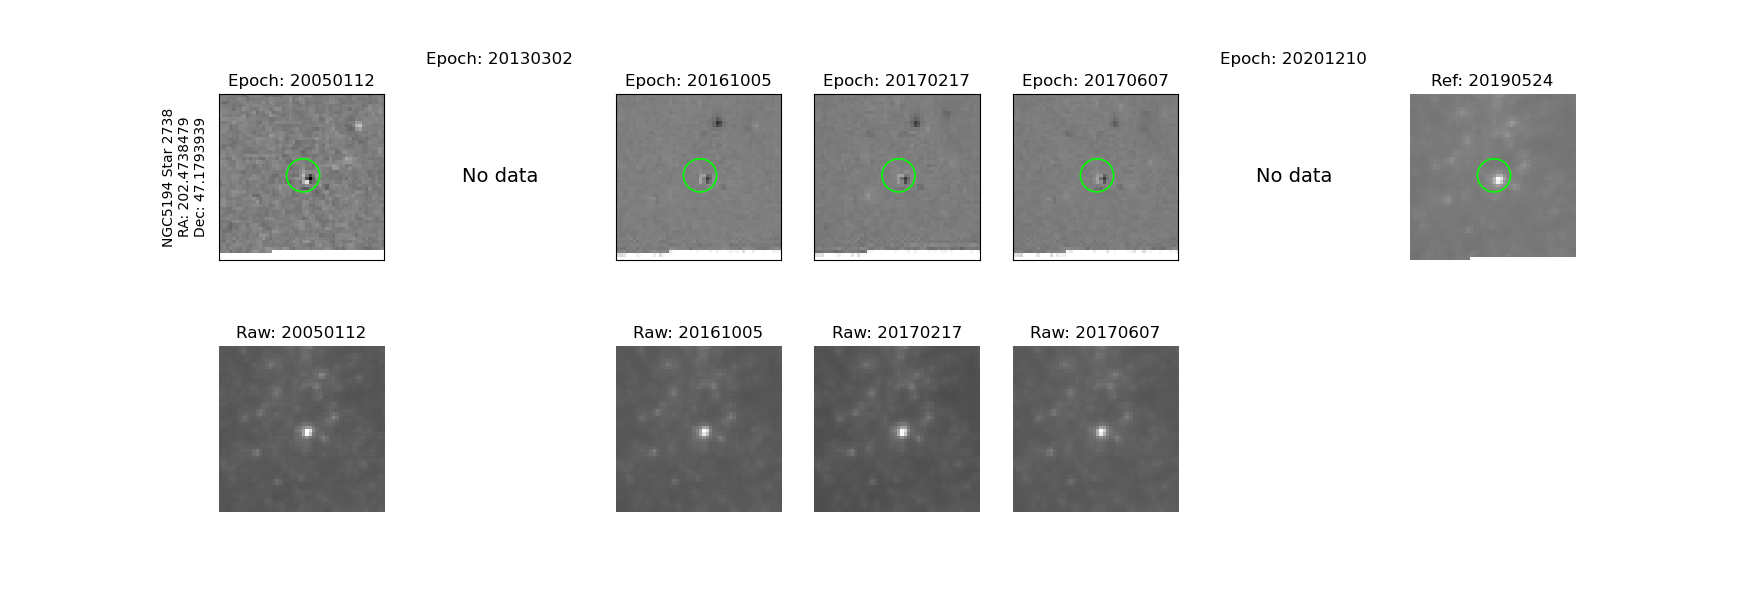 Epoch: 20130302
Epoch: 20201210
Epoch: 20050112
Epoch: 20161005
Epoch: 20170217
Epoch: 20170607
Ref: 20190524
NGC5194 Star 2738
RA: 202.4738479
Dec: 47.1793939
No data
No data
Raw: 20050112
Raw: 20161005
Raw: 20170217
Raw: 20170607